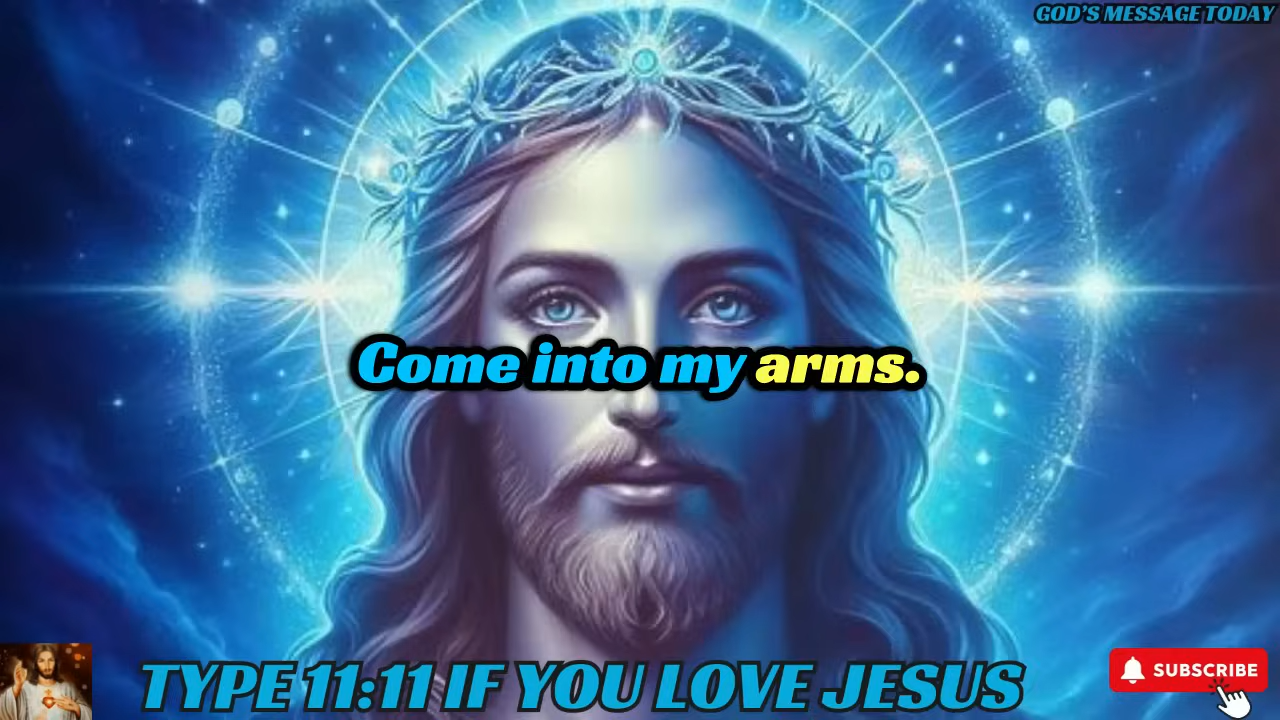 GOD'S MESSAGE TODAY
Come into my arms.
TYPE 11:11 IF YOU LOVE JESUS
SUBSCRIBE